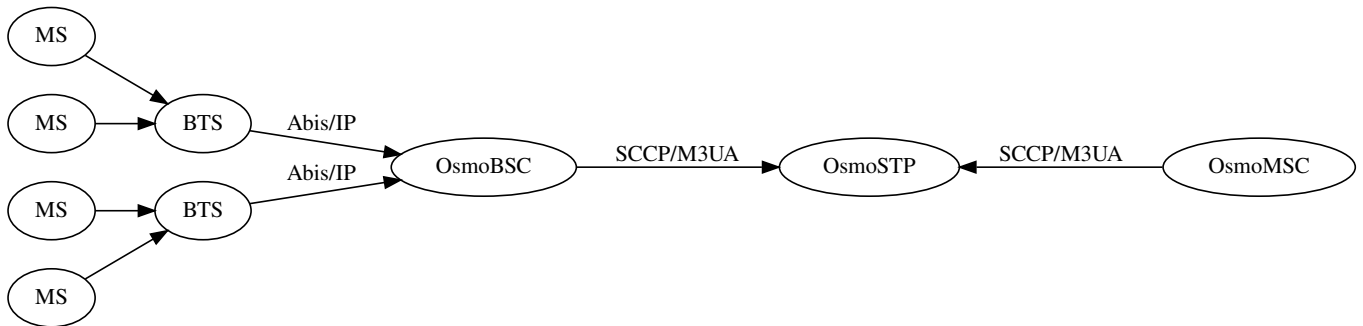 MS
MS
BTS
Abis/IP
OsmoBSC
SCCP/M3UA
OsmoSTP
SCCP/M3UA
OsmoMSC
Abis/IP
MS
BTS
MS